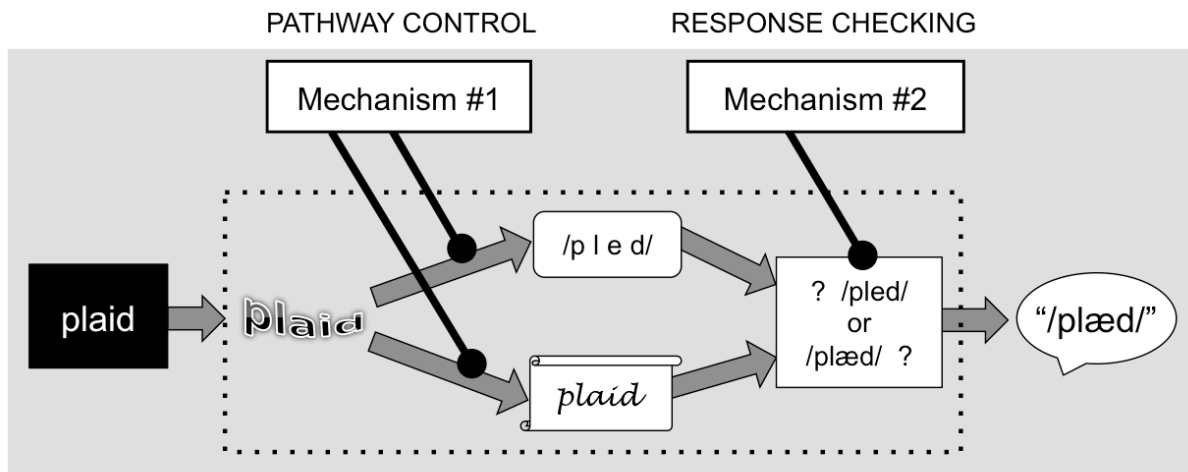 PATHWAY CONTROL
RESPONSE CHECKING
Mechanism #1
Mechanism #2
plaid
plaid
/p l e d/
plaid
? /pled/
or
/plæd/ ?
“/plæd/”